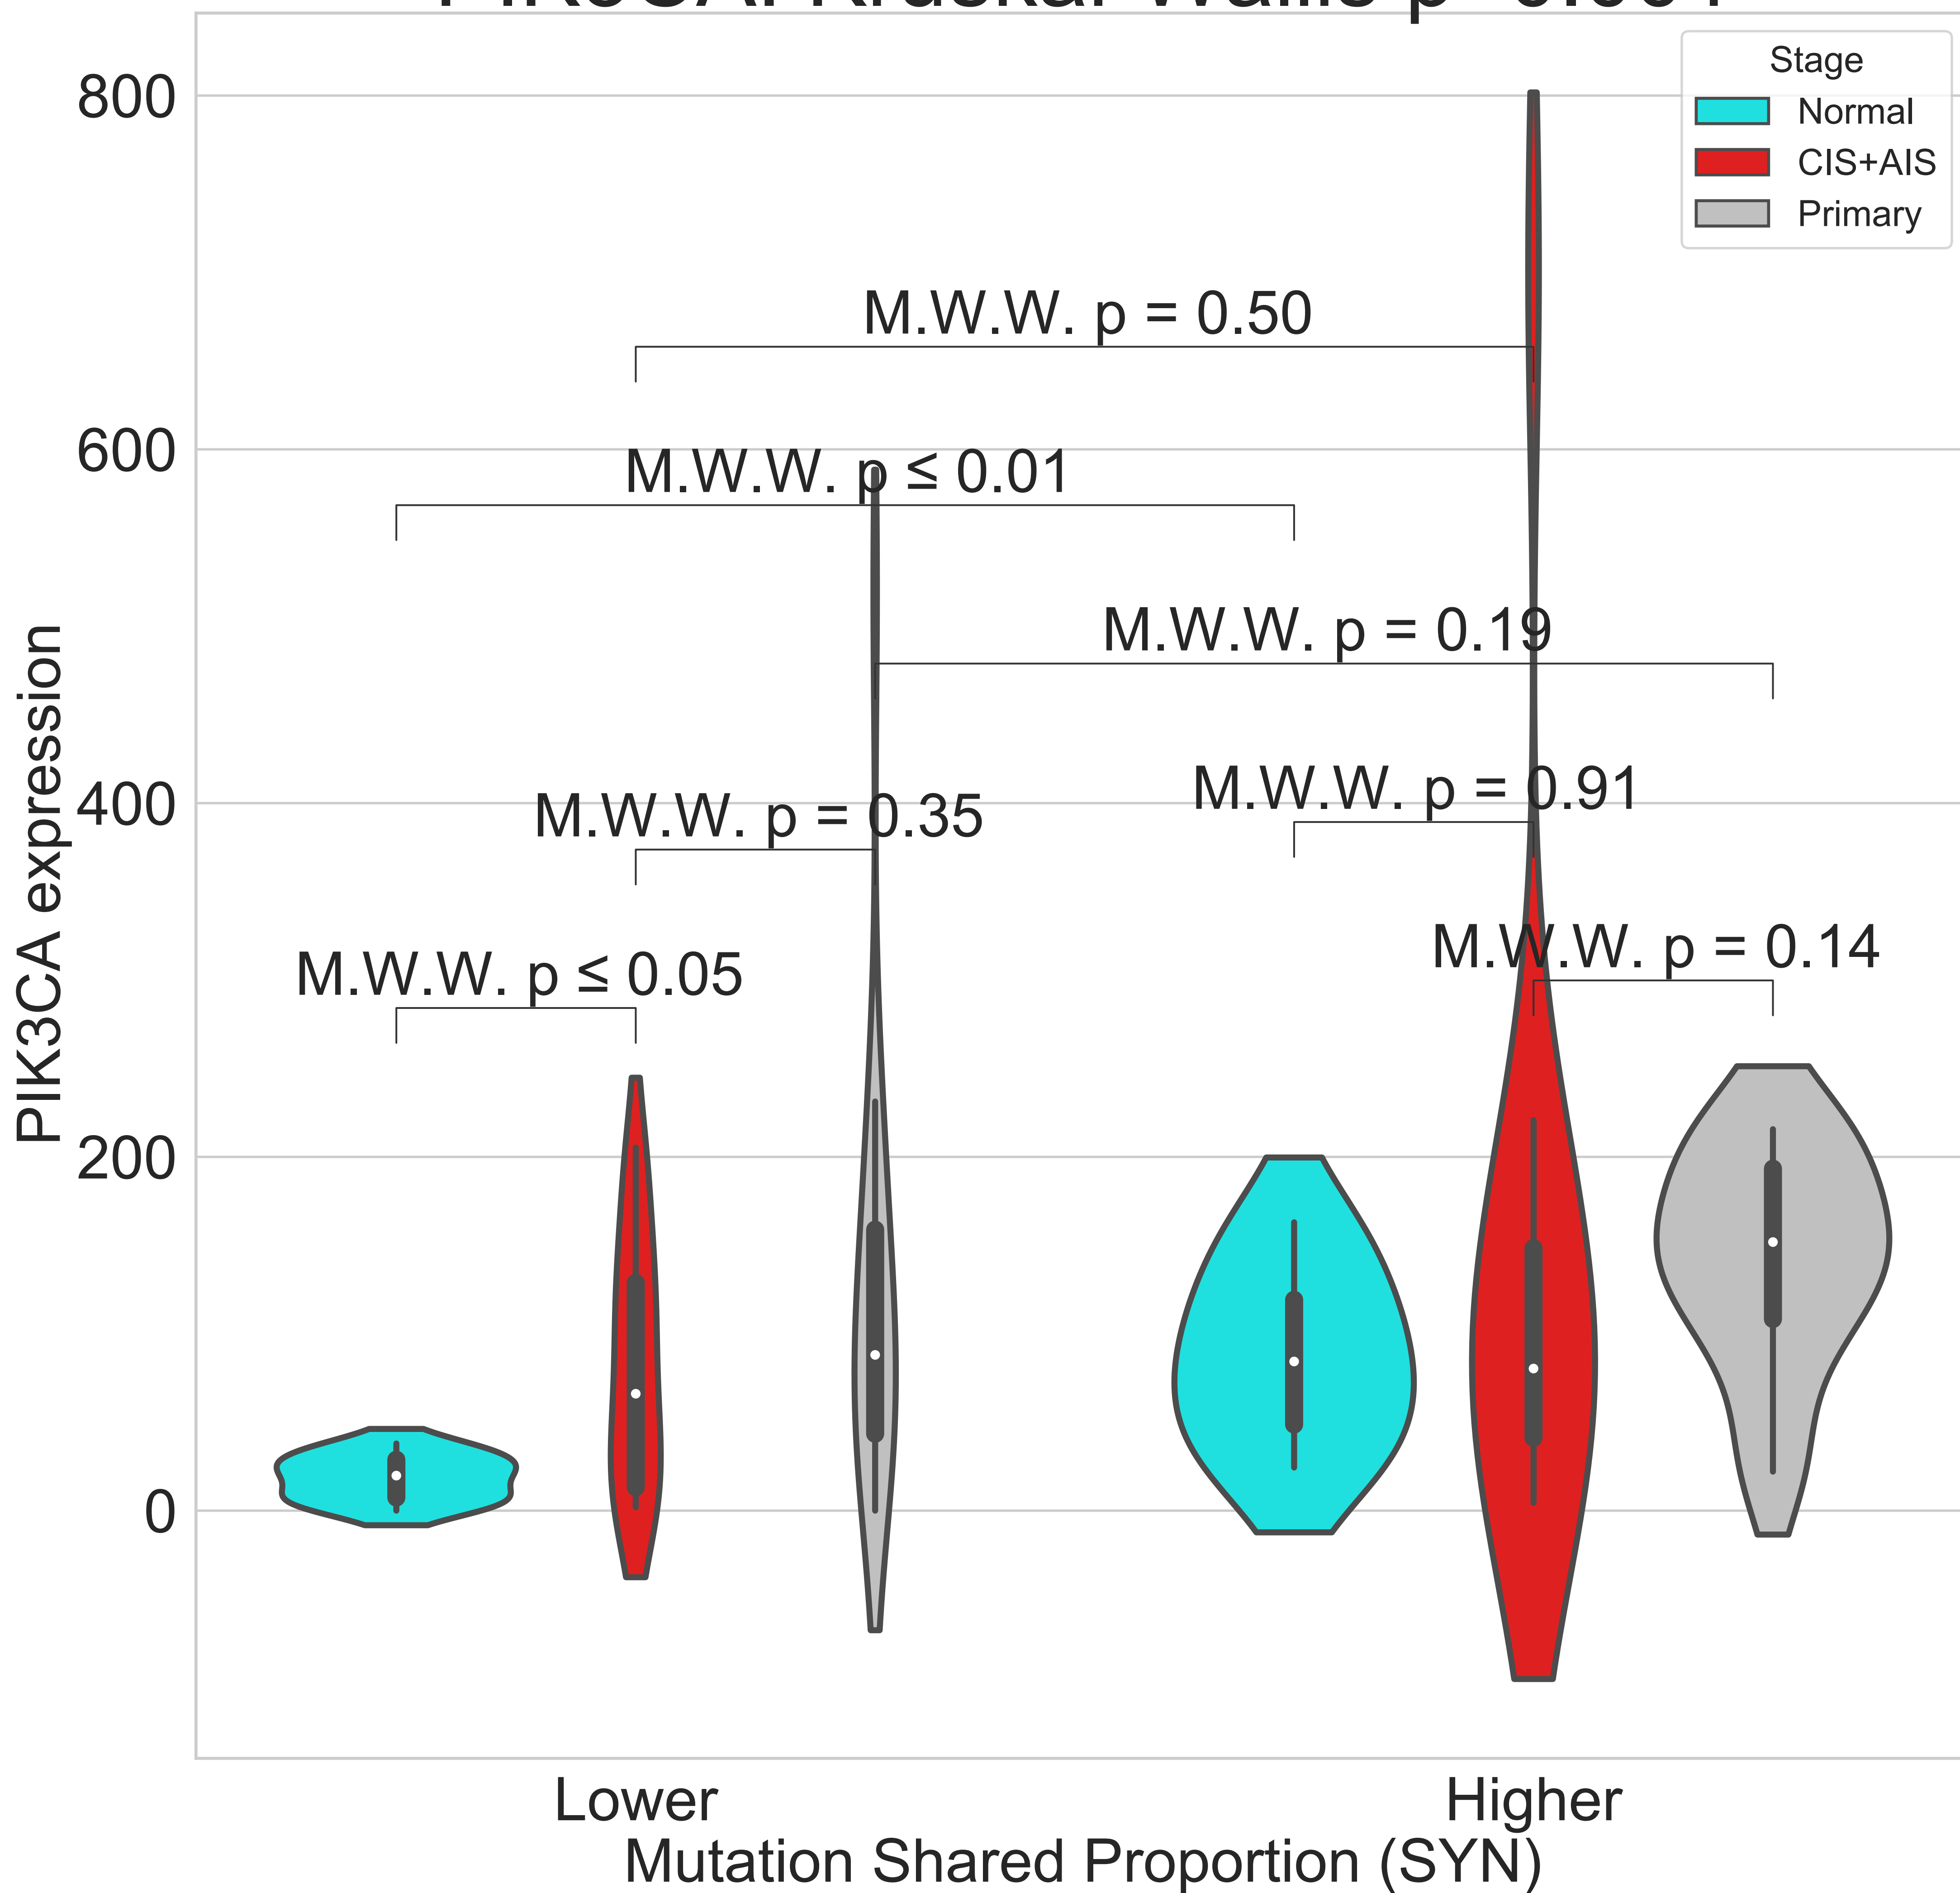 Stage
Normal
CIS+AIS
Primary
800
600
400
200
0
PIK3CA expression
M.W.W. p = 0.50
M.W.W. p ≤ 0.01
M.W.W. p = 0.19
M.W.W. p = 0.91
M.W.W. p = 0.35
M.W.W. p = 0.14
M.W.W. p ≤ 0.05
Lower
Higher
Mutation Shared Proportion (SYN)